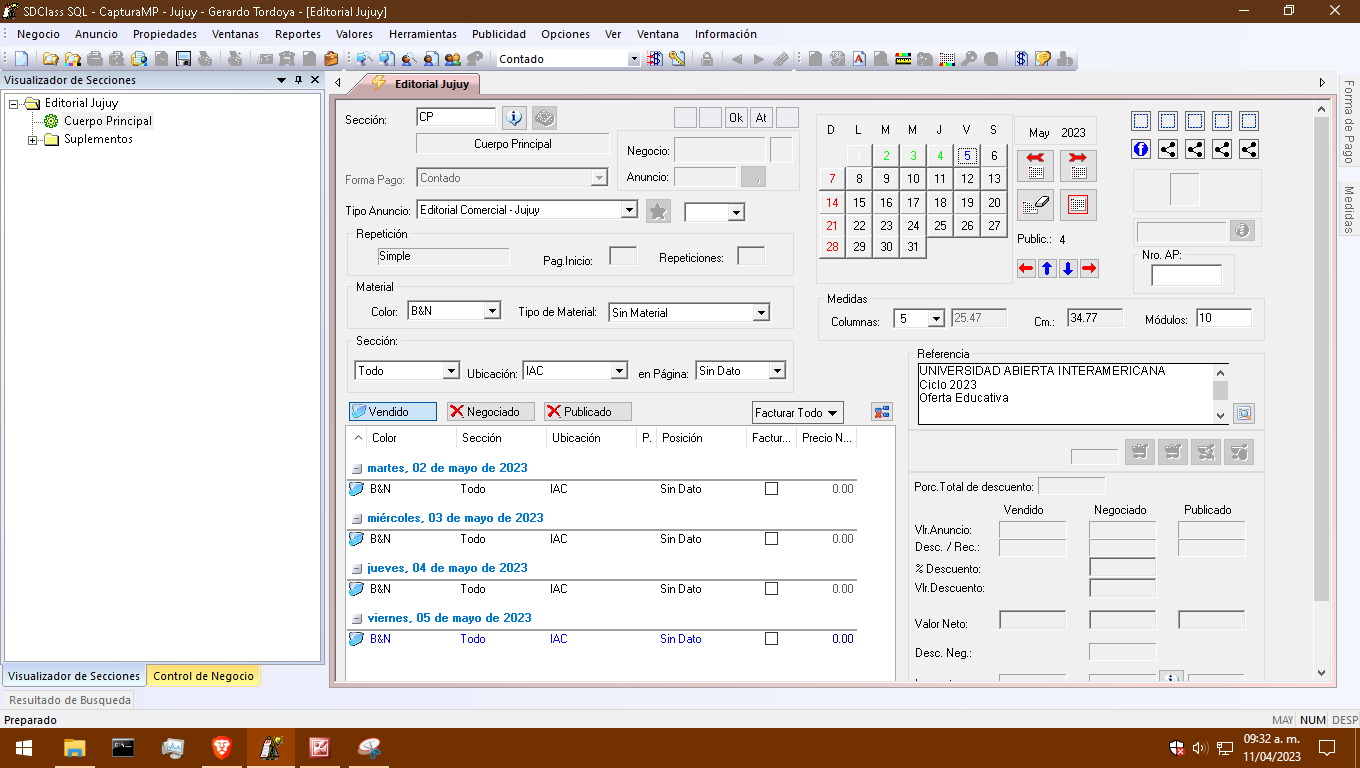 SDClass SQL - CapturaMP - Jujuy - Gerardo Tordoya - [Editorial Jujuy]
Negocio Anuncio Propiedades Ventanas Reportes Valores Herramientas Publicidad Opciones Ver Ventana Información
Contado
Visualizador de Secciones
Editorial Jujuy
Cuerpo Principal
Suplementos
Editorial Jujuy
Forma de Pago
Medidas
Sección: CP
Cuerpo Principal
Ok At
Negocio:
Anuncio:
Forma Pago: Contado
Tipo Anuncio: Editorial Comercial - Jujuy
Repetición
Simple Pag.Inicio: Repeticiones:
Material
Color: B&N Tipo de Material: Sin Material
Sección:
Todo Ubicación: IAC en Página: Sin Dato
D L M M J V S
1 2 3 4 5 6
7 8 9 10 11 12 13
14 15 16 17 18 19 20
21 22 23 24 25 26 27
28 29 30 31
May 2023
Public.: 4
Nro. AP:
Medidas
Columnas: 5 25.47 Cm.: 34.77 Módulos: 10
Referencia
UNIVERSIDAD ABIERTA INTERAMERICANA
Ciclo 2023
Oferta Educativa
Vendido Negociado Publicado Facturar Todo
Color Sección Ubicación P. Posición Factur... Precio N...
martes, 02 de mayo de 2023
B&N Todo IAC Sin Dato 0.00
miércoles, 03 de mayo de 2023
B&N Todo IAC Sin Dato 0.00
jueves, 04 de mayo de 2023
B&N Todo IAC Sin Dato 0.00
viernes, 05 de mayo de 2023
B&N Todo IAC Sin Dato 0.00
Porc.Total de descuento:
Vendido Negociado Publicado
Vlr.Anuncio:
Desc. / Rec.:
% Descuento:
Vlr.Descuento:
Valor Neto:
Desc. Neg.:
Visualizador de Secciones Control de Negocio
Resultado de Busqueda
Preparado
MAY NUM DESP
09:32 a. m.
11/04/2023